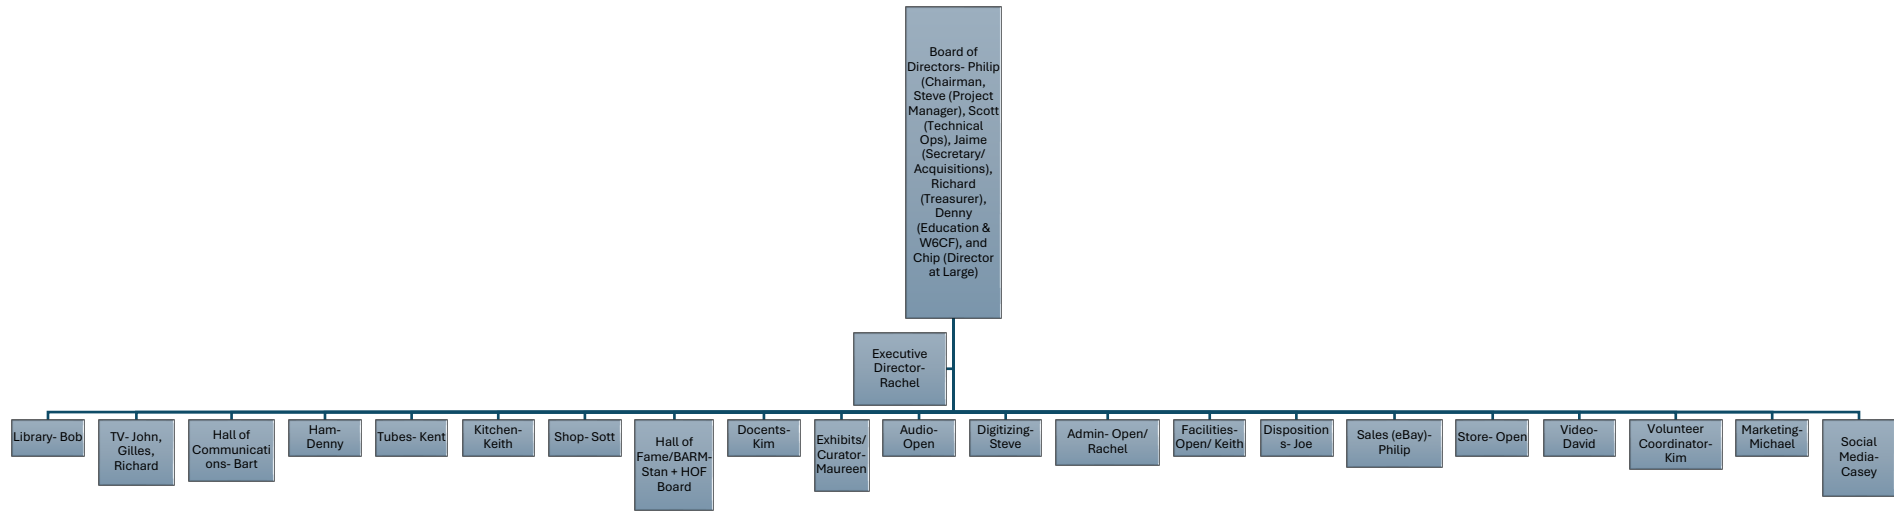 Board of
Directors- Philip
(Chairman,
Steve (Project
Manager), Scott
(Technical
Ops), Jaime
(Secretary/
Acquisitions),
Richard
(Treasurer),
Denny
(Education &
W6CF), and
Chip (Director
at Large)
Executive
Director-
Rachel
Library- Bob
TV- John,
Gilles,
Richard
Hall of
Communicati
ons- Bart
Ham-
Denny
Tubes- Kent
Kitchen-
Keith
Shop- Sott
Hall of
Fame/BARM-
Stan + HOF
Board
Docents-
Kim
Exhibits/
Curator-
Maureen
Audio-
Open
Digitizing-
Steve
Admin- Open/
Rachel
Facilities-
Open/ Keith
Disposition
s- Joe
Sales (eBay)-
Philip
Store- Open
Video-
David
Volunteer
Coordinator-
Kim
Marketing-
Michael
Social
Media-
Casey